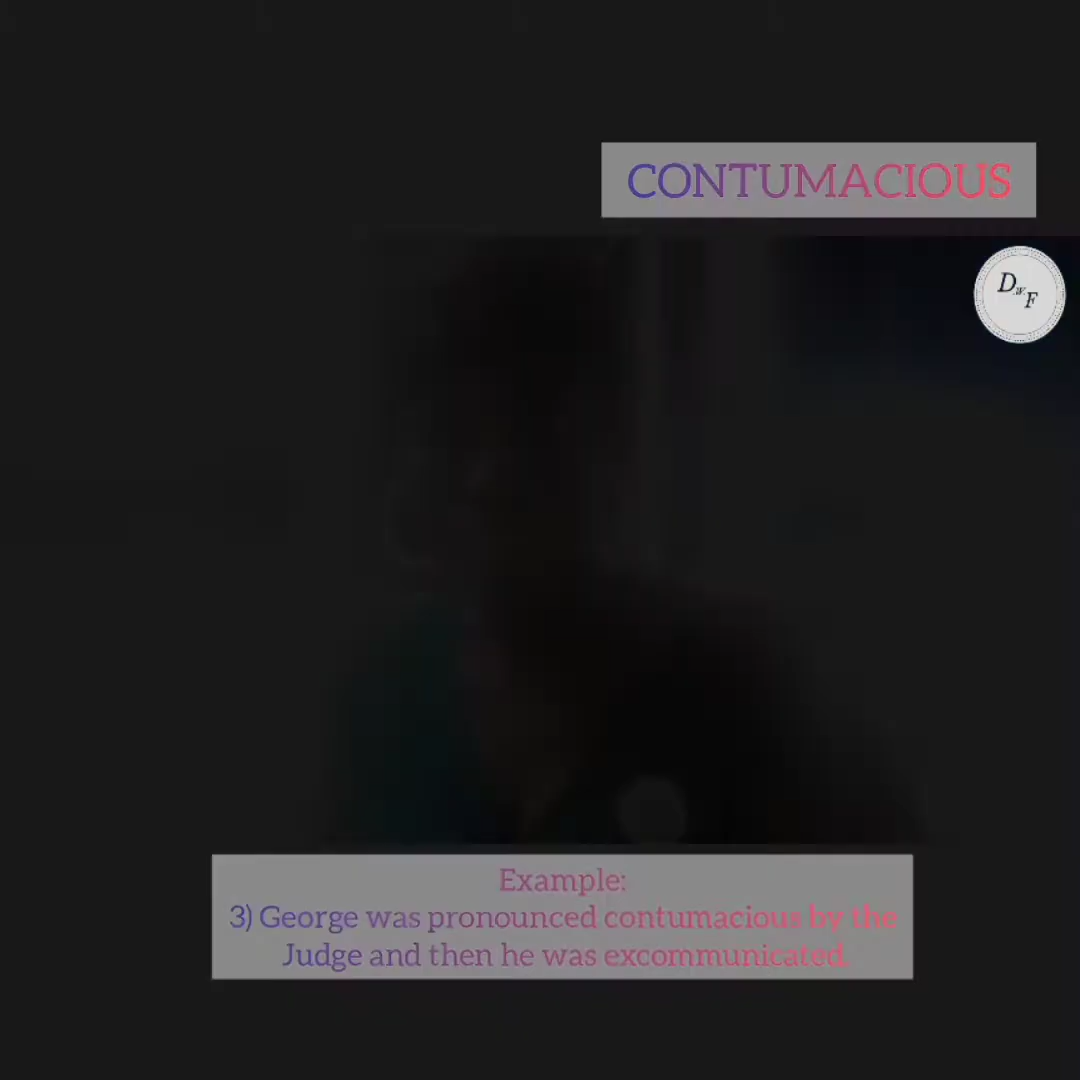 CONTUMACIOUS
D.W.F
Example:
3) George was pronounced contumacious by the
Judge and then he was excommunicated.